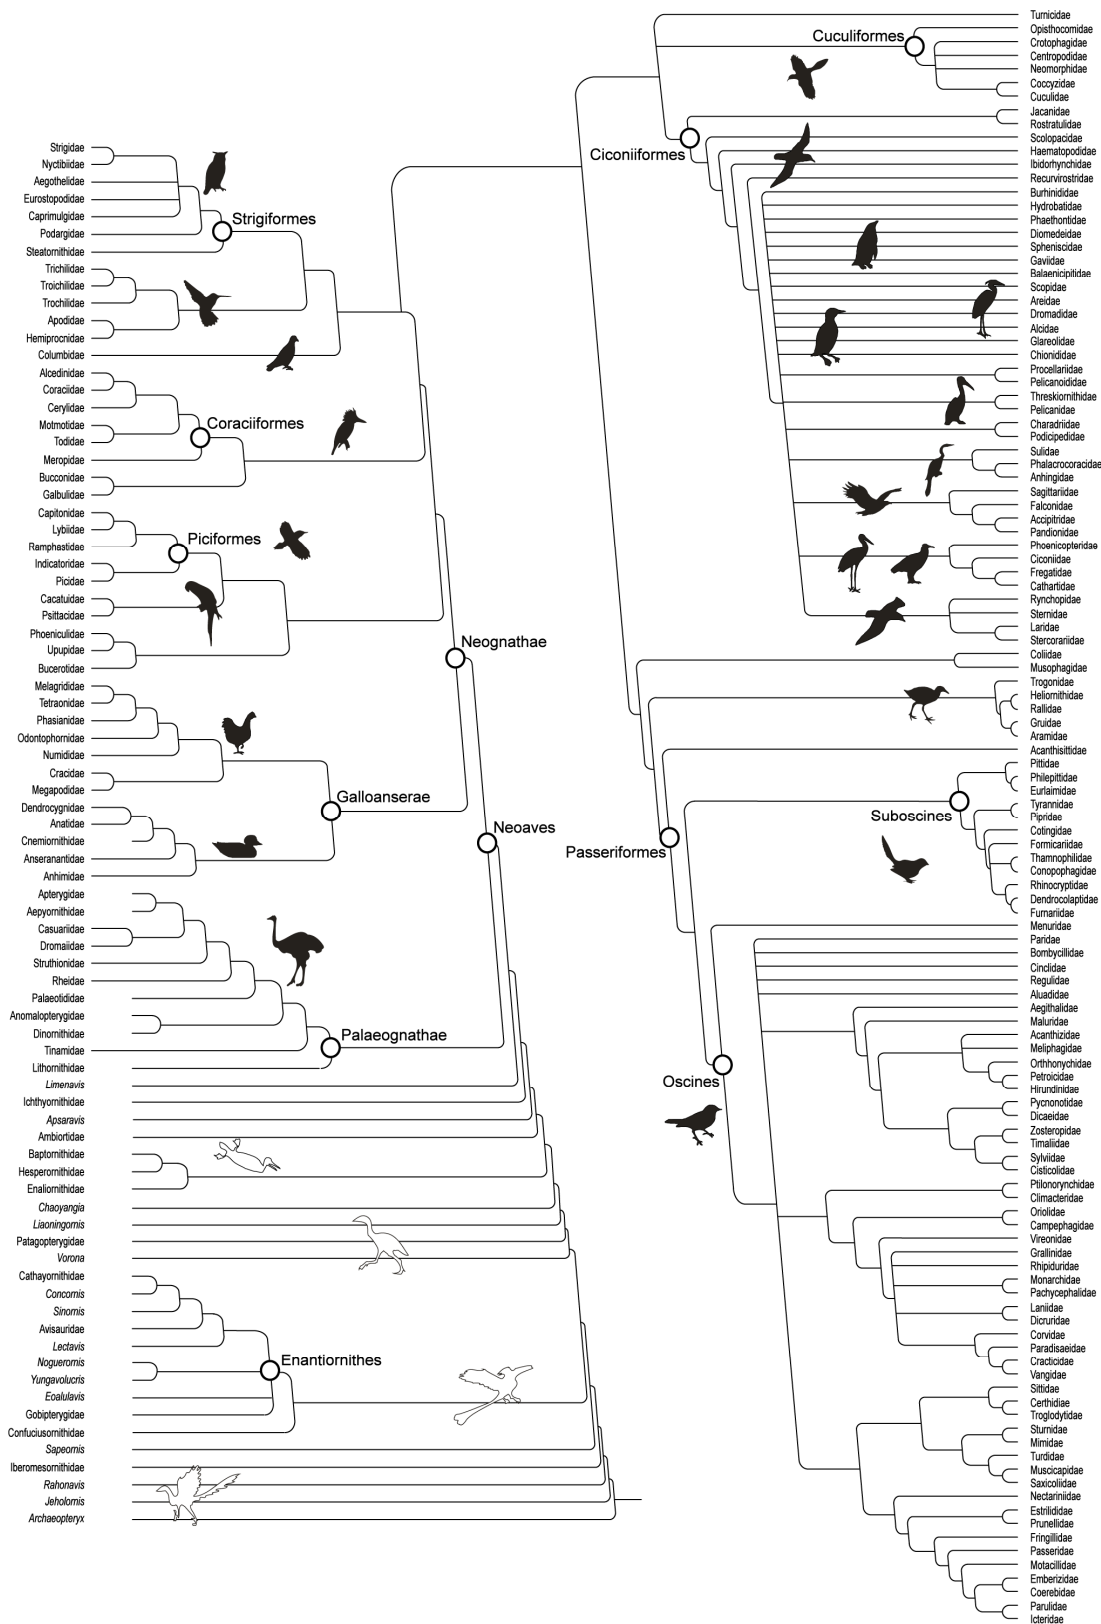 Strigidae
Nyctibiidae
Aegothelidae
Eurostopodidae
Caprimulgidae
Podargidae
Steatornithidae
Trichilidae
Troichilidae
Trochilidae
Apodidae
Hemiprocnidae
Columbidae
Alcedinidae
Coraciidae
Cerylidae
Motmotidae
Todidae
Meropidae
Bucconidae
Galbulidae
Capitonidae
Lybiidae
Ramphastidae
Indicatoridae
Picidae
Cacatuidae
Psittacidae
Phoeniculidae
Upupidae
Bucerotidae
Melagrididae
Tetraonidae
Phasianidae
Odontophornidae
Numididae
Cracidae
Megapodidae
Dendrocygnidae
Anatidae
Cnemiornithidae
Anseranantidae
Anhimidae
Apterygidae
Aepyornithidae
Casuariidae
Dromaiidae
Struthionidae
Rheidae
Palaeotididae
Anomalopterygidae
Dinornithidae
Tinamidae
Lithornithidae
Limenavis
Ichthyornithidae
Apsaravis
Ambiortidae
Baptornithidae
Hesperornithidae
Enaliornithidae
Chaoyangia
Liaoningornis
Patagopterygidae
Vorona
Cathayornithidae
Concornis
Sinornis
Avisauridae
Lectavis
Noguerornis
Yungavolucris
Eoalulavis
Gobipterygidae
Confuciusornithidae
Sapeornis
Iberomesornithidae
Rahonavis
Jeholornis
Archaeopteryx
Strigiformes
Coraciiformes
Piciformes
Neognathae
Galloanserae
Neoaves
Palaeognathae
Enantiornithes
Cuculiformes
Ciconiiformes
Suboscines
Passeriformes
Oscines
Turnicidae
Opisthocomidae
Crotophagidae
Centropodidae
Neomorphidae
Coccyzidae
Cuculidae
Jacanidae
Rostratulidae
Scolopacidae
Haematopodidae
Ibidorhynchidae
Recurvirostridae
Burhinididae
Hydrobatidae
Phaethontidae
Diomedeidae
Spheniscidae
Gaviidae
Balaenicipitidae
Scopidae
Areidae
Dromadidae
Alcidae
Glareolidae
Chionididae
Procellariidae
Pelicanoididae
Threskiornithidae
Pelicanidae
Charadriidae
Podicipedidae
Sulidae
Phalacrocoracidae
Anhingidae
Sagittariidae
Falconidae
Accipitridae
Pandionidae
Phoenicopteridae
Ciconiidae
Fregatidae
Cathartidae
Rynchopidae
Sternidae
Laridae
Stercorariidae
Coliidae
Musophagidae
Trogonidae
Heliornithidae
Rallidae
Gruidae
Aramidae
Acanthisittidae
Pittidae
Philepittidae
Eurlaimidae
Tyrannidae
Pipridae
Cotingidae
Formicariidae
Thamnophilidae
Conopophagidae
Rhinocryptidae
Dendrocolaptidae
Furnariidae
Menuridae
Paridae
Bombycillidae
Cinclidae
Regulidae
Aluadidae
Aegithalidae
Maluridae
Acanthizidae
Meliphagidae
Orthhonychidae
Petroicidae
Hirundinidae
Pycnonotidae
Dicaeidae
Zosteropidae
Timaliidae
Sylviidae
Cisticolidae
Ptilonorynchidae
Climacteridae
Oriolidae
Campephagidae
Vireonidae
Grallinidae
Rhipiduridae
Monarchidae
Pachycephalidae
Laniidae
Dicruridae
Corvidae
Paradisaeidae
Cracticidae
Vangidae
Sittidae
Certhidiae
Troglodytidae
Sturnidae
Mimidae
Turdidae
Muscicapidae
Saxicoliidae
Nectariniidae
Estrilididae
Prunellidae
Fringillidae
Passeridae
Motacillidae
Emberizidae
Coerebidae
Parulidae
Icteridae